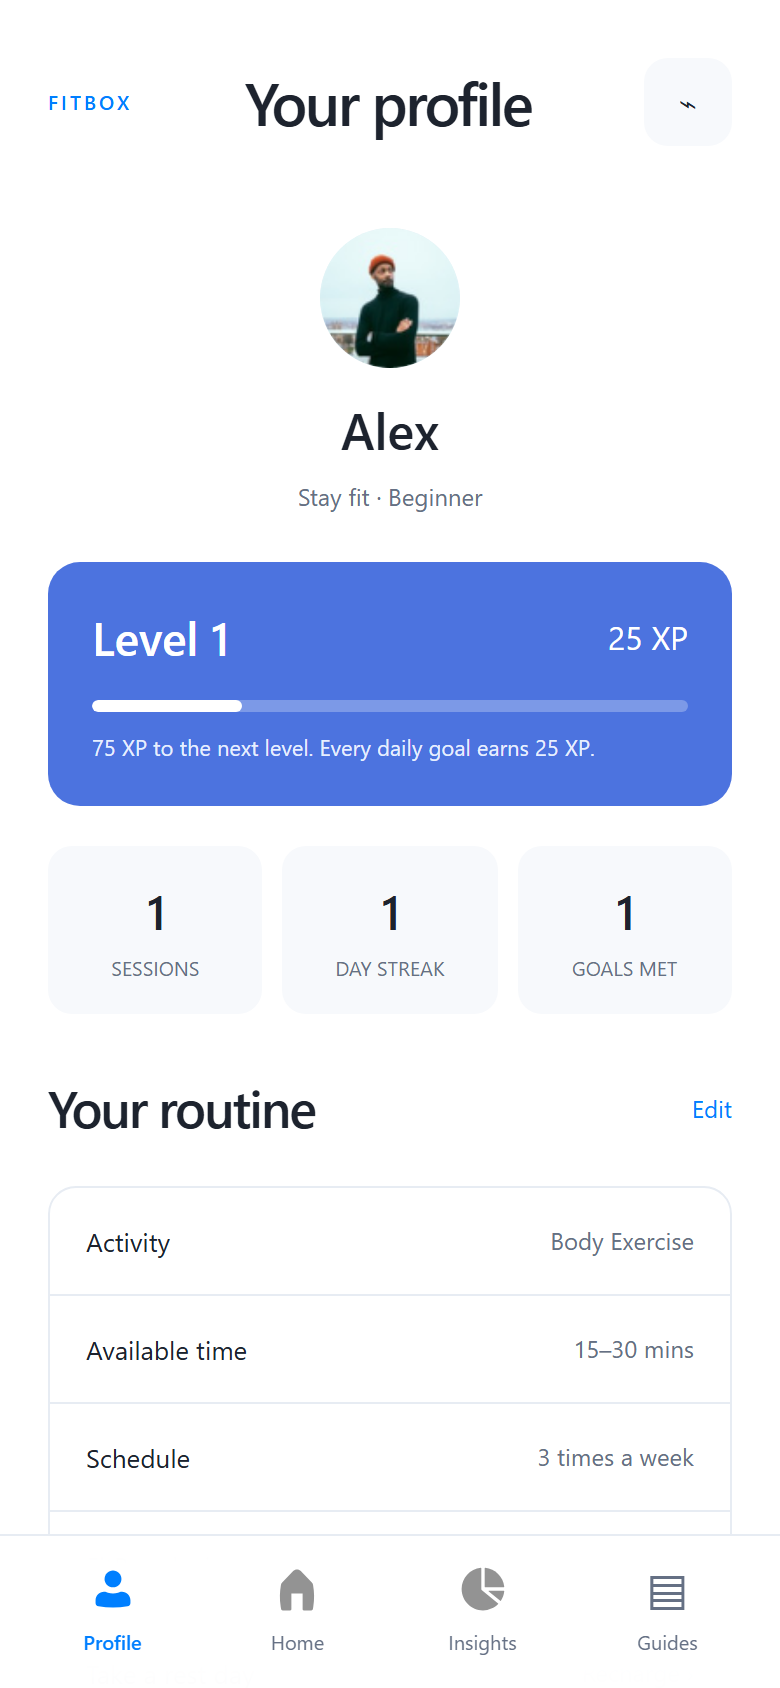 FITBOX
Your profile
Alex
Stay fit · Beginner
Level 1
25 XP
75 XP to the next level. Every daily goal earns 25 XP.
1
SESSIONS
1
DAY STREAK
1
GOALS MET
Your routine
Edit
Activity
Body Exercise
Available time
15–30 mins
Schedule
3 times a week
Profile
Home
Insights
Guides